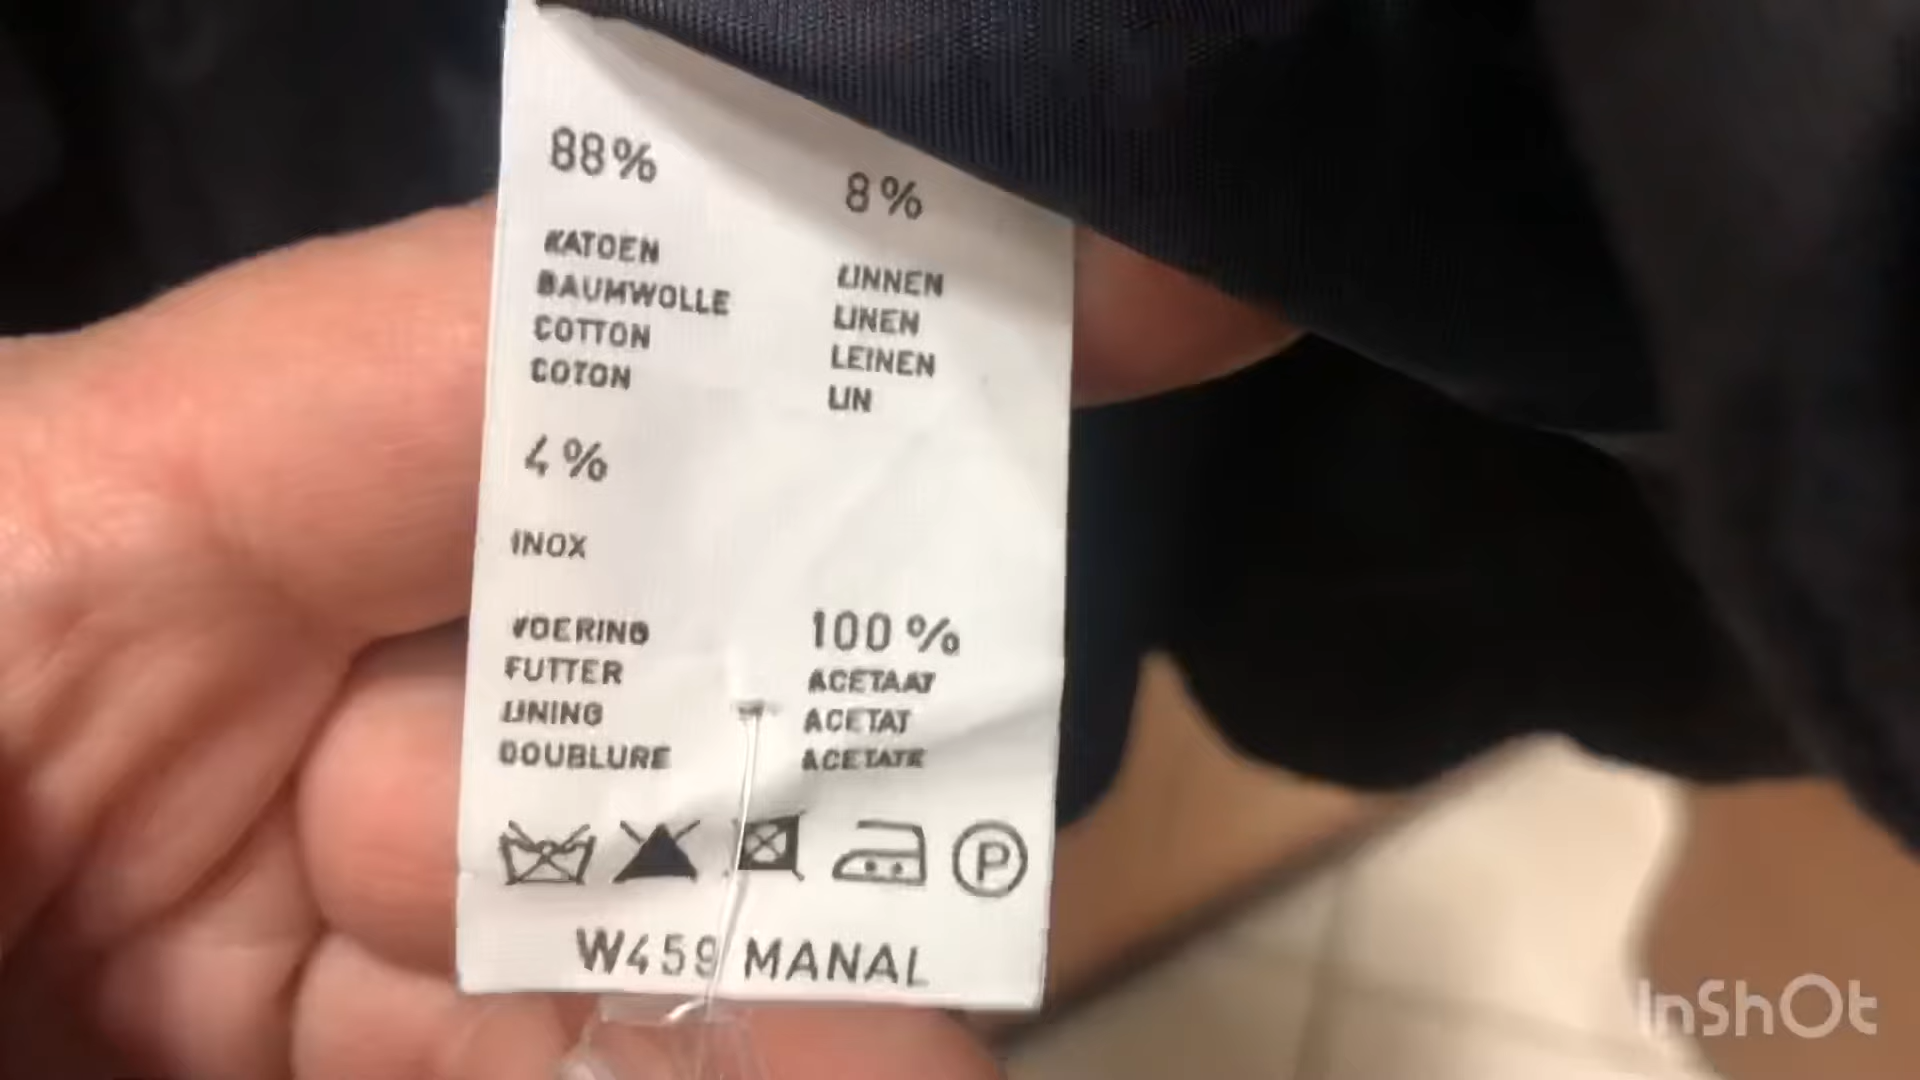 88%
KATOEN
BAUMWOLLE
COTTON
COTON
8%
LINNEN
LINEN
LEINEN
LIN
4%
INOX
VOERING
FUTTER
LINING
DOUBLURE
100%
ACETAAT
ACETAT
ACETATE
P
W459 MANAL
InShOt